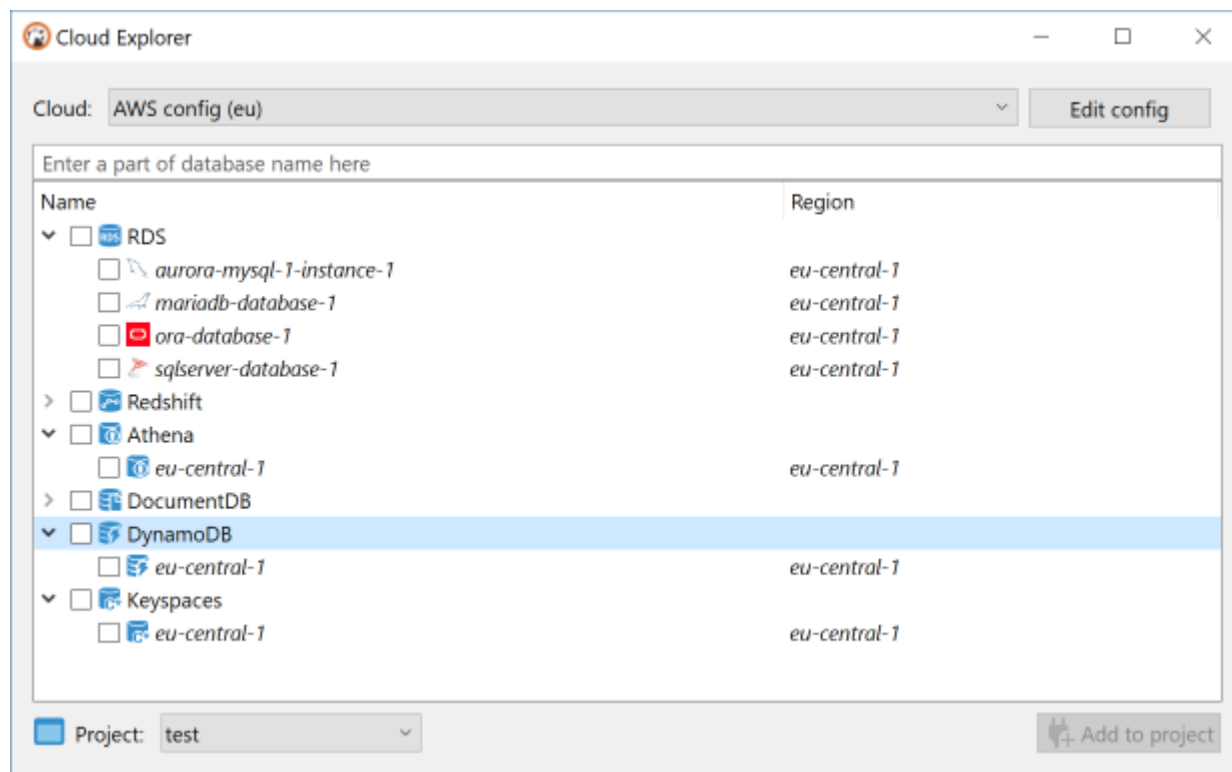 Cloud Explorer
Cloud: AWS config (eu) Edit config
Enter a part of database name here
Name Region
RDS
aurora-mysql-1-instance-1 eu-central-1
mariadb-database-1 eu-central-1
ora-database-1 eu-central-1
sqlserver-database-1 eu-central-1
Redshift
Athena
eu-central-1 eu-central-1
DocumentDB
DynamoDB
eu-central-1 eu-central-1
Keyspaces
eu-central-1 eu-central-1
Project: test Add to project